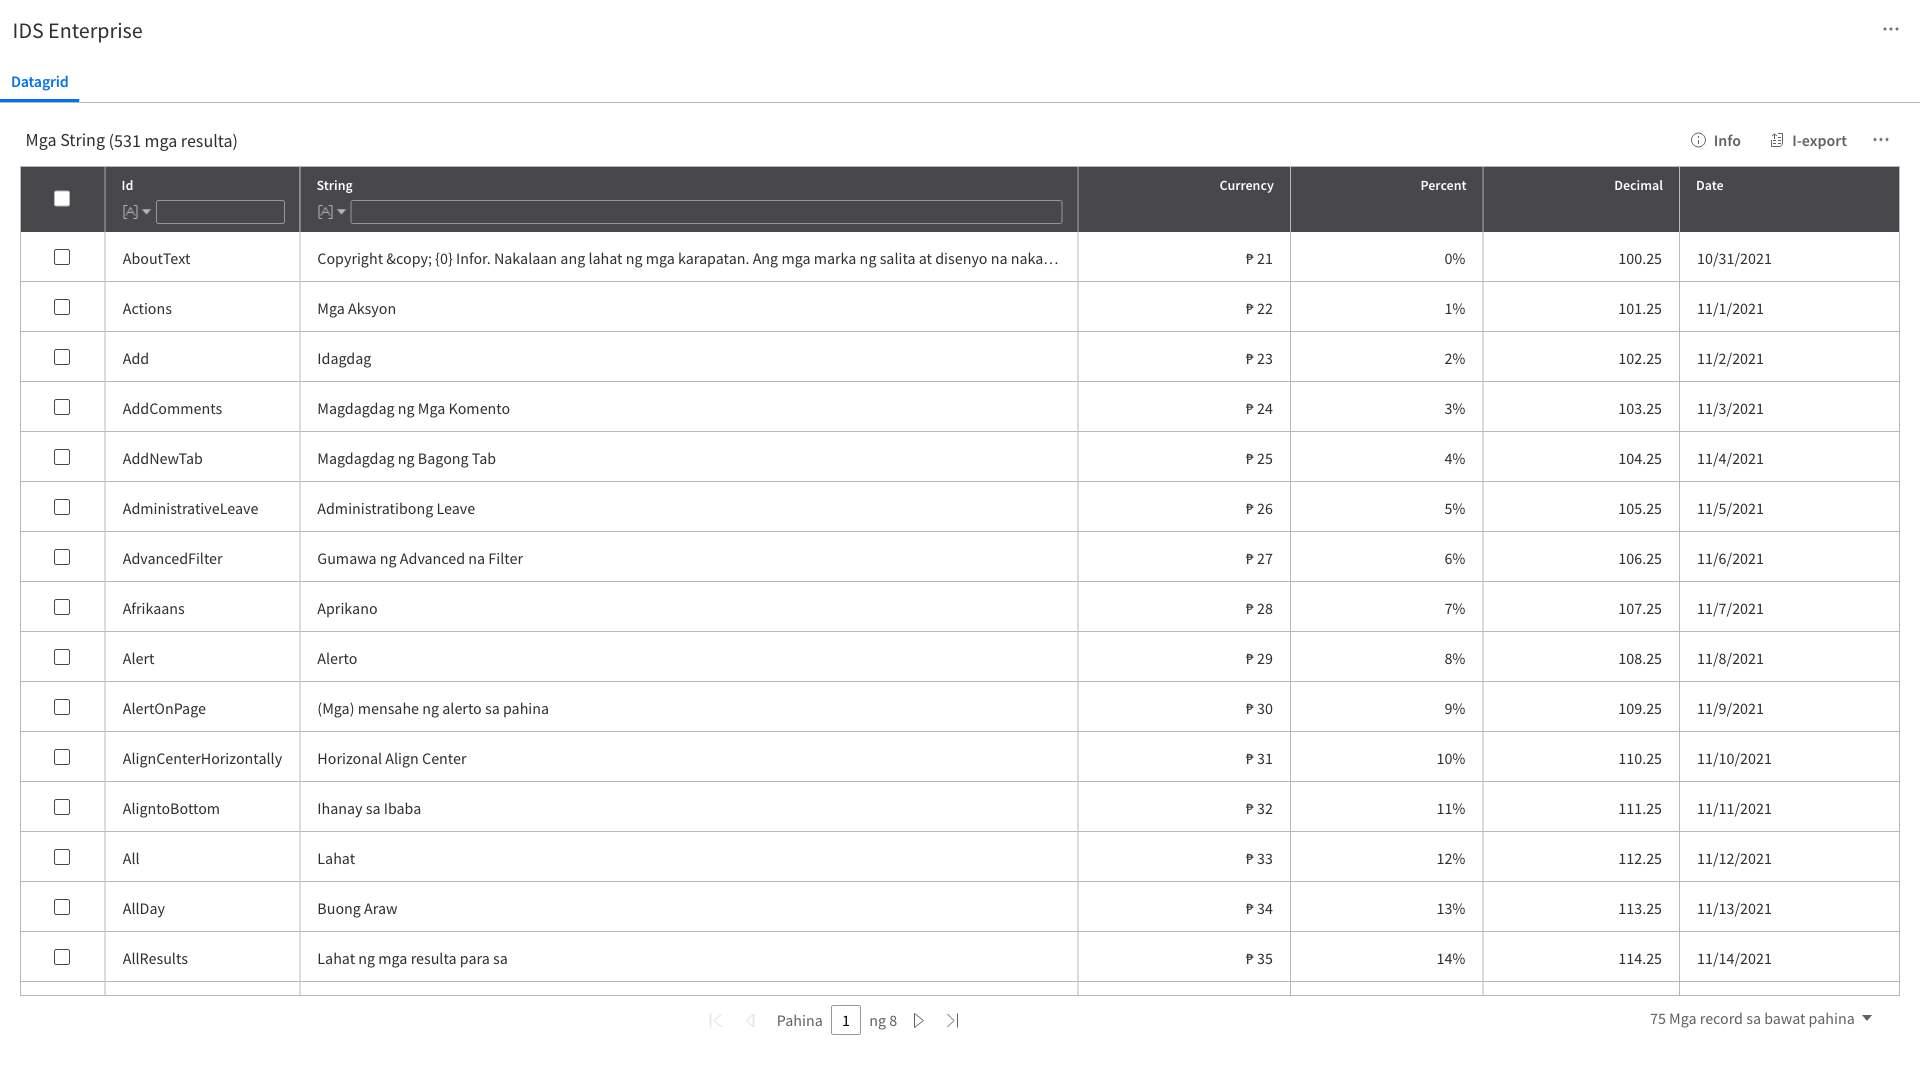 IDS Enterprise
Datagrid
Mga String (531 mga resulta)
Info I-export
Id String Currency Percent Decimal Date
[A] [A]
AboutText Copyright &copy; {0} Infor. Nakalaan ang lahat ng mga karapatan. Ang mga marka ng salita at disenyo na naka... ₱ 21 0% 100.25 10/31/2021
Actions Mga Aksyon ₱ 22 1% 101.25 11/1/2021
Add Idagdag ₱ 23 2% 102.25 11/2/2021
AddComments Magdagdag ng Mga Komento ₱ 24 3% 103.25 11/3/2021
AddNewTab Magdagdag ng Bagong Tab ₱ 25 4% 104.25 11/4/2021
AdministrativeLeave Administratibong Leave ₱ 26 5% 105.25 11/5/2021
AdvancedFilter Gumawa ng Advanced na Filter ₱ 27 6% 106.25 11/6/2021
Afrikaans Aprikano ₱ 28 7% 107.25 11/7/2021
Alert Alerto ₱ 29 8% 108.25 11/8/2021
AlertOnPage (Mga) mensahe ng alerto sa pahina ₱ 30 9% 109.25 11/9/2021
AlignCenterHorizontally Horizonal Align Center ₱ 31 10% 110.25 11/10/2021
AligntoBottom Ihanay sa Ibaba ₱ 32 11% 111.25 11/11/2021
All Lahat ₱ 33 12% 112.25 11/12/2021
AllDay Buong Araw ₱ 34 13% 113.25 11/13/2021
AllResults Lahat ng mga resulta para sa ₱ 35 14% 114.25 11/14/2021
Pahina 1 ng 8
75 Mga record sa bawat pahina